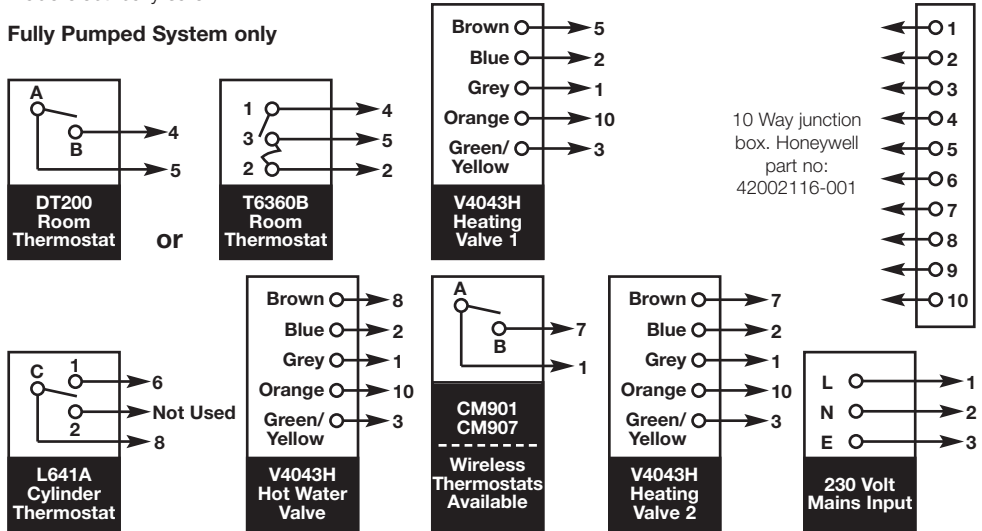 Fully Pumped System only
A
B
4
5
DT200
Room
Thermostat
or
1
3
2
4
5
2
T6360B
Room
Thermostat
Brown 5
Blue 2
Grey 1
Orange 10
Green/
Yellow 3
V4043H
Heating
Valve 1
10 Way junction
box. Honeywell
part no:
42002116-001
1
2
3
4
5
6
7
8
9
10
C
1
2
6
Not Used
8
L641A
Cylinder
Thermostat
Brown 8
Blue 2
Grey 1
Orange 10
Green/
Yellow 3
V4043H
Hot Water
Valve
A
B
7
1
CM901
CM907
Wireless
Thermostats
Available
Brown 7
Blue 2
Grey 1
Orange 10
Green/
Yellow 3
V4043H
Heating
Valve 2
L 1
N 2
E 3
230 Volt
Mains Input